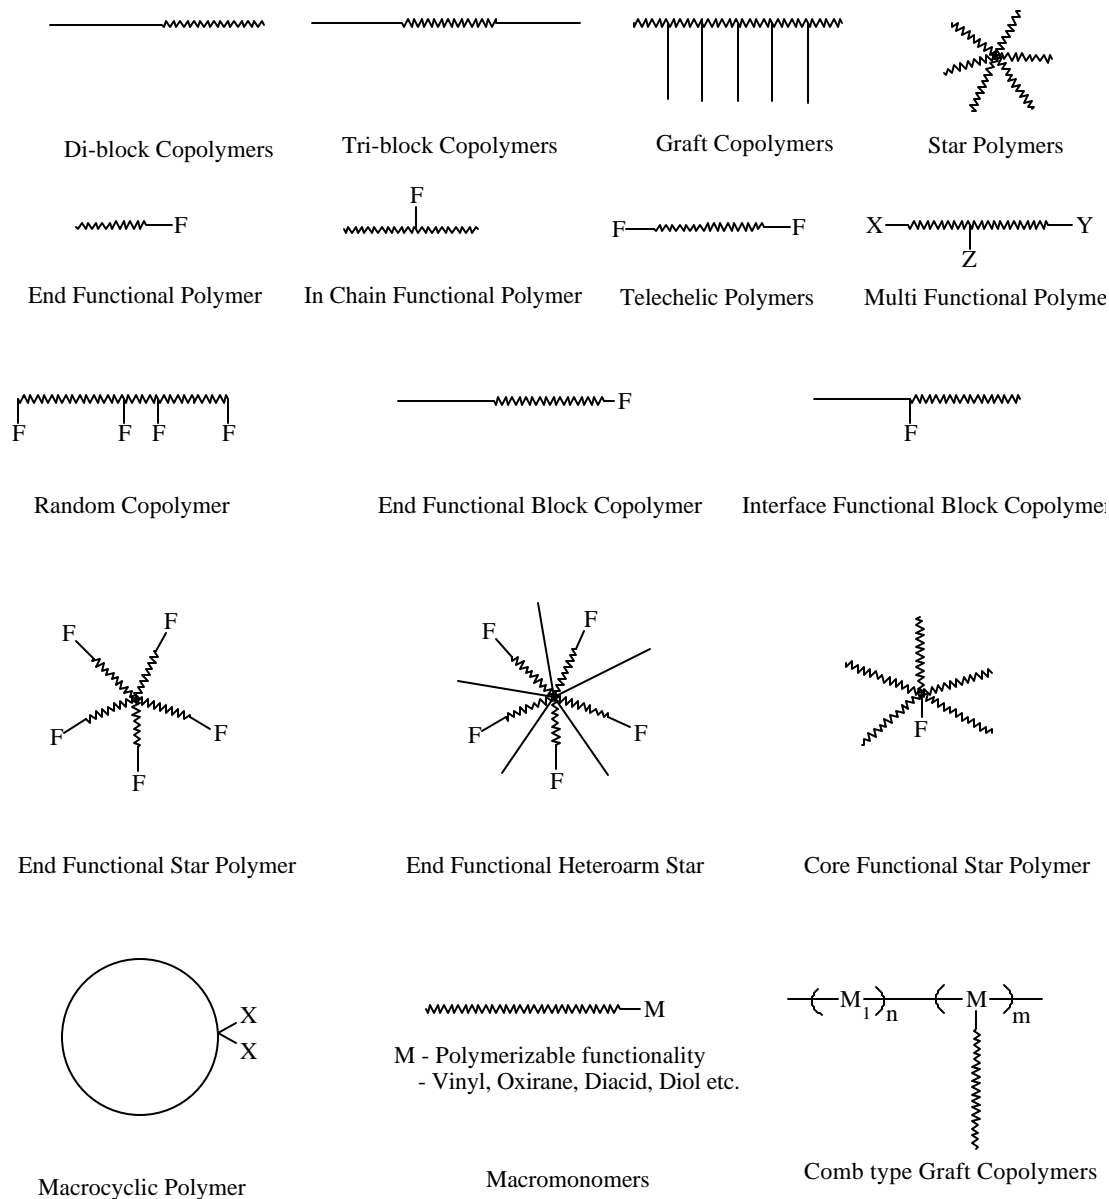 Di-block Copolymers
Tri-block Copolymers
Graft Copolymers
Star Polymers
F
End Functional Polymer
F
In Chain Functional Polymer
F F
Telechelic Polymers
X Y
Z
Multi Functional Polyme
F F F F
Random Copolymer
F
End Functional Block Copolymer
F
Interface Functional Block Copolymer
F F
F F
F
End Functional Star Polymer
F F
F F
F
End Functional Heteroarm Star
F
Core Functional Star Polymer
X
X
Macrocyclic Polymer
M
M - Polymerizable functionality
- Vinyl, Oxirane, Diacid, Diol etc.
Macromonomers
( M1 )n ( M )m
Comb type Graft Copolymers